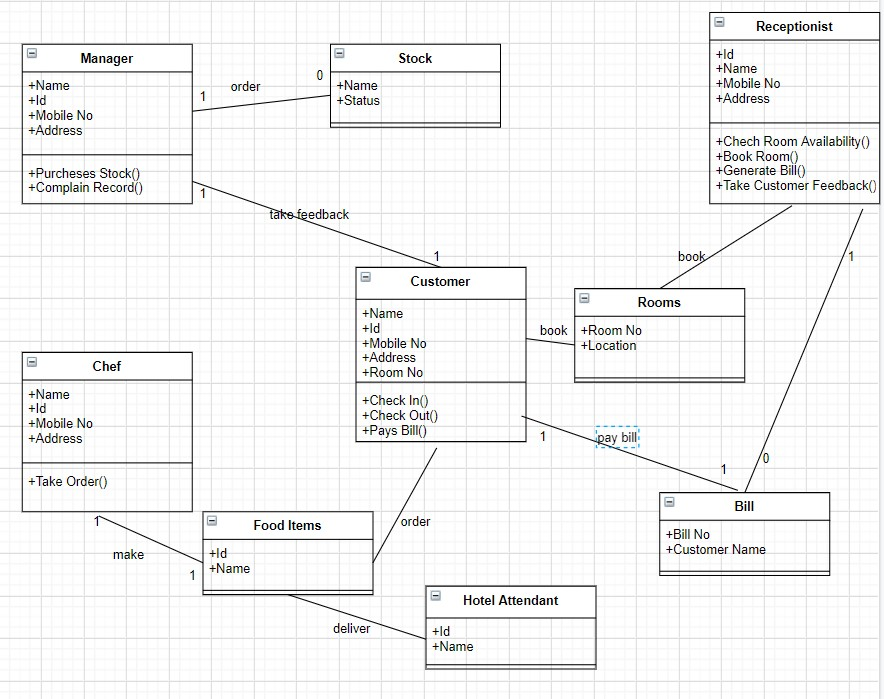 Receptionist
+Id
+Name
+Mobile No
+Address
+Chech Room Availability()
+Book Room()
+Generate Bill()
+Take Customer Feedback()
Manager
+Name
+Id
+Mobile No
+Address
+Purcheses Stock()
+Complain Record()
1
order
0
Stock
+Name
+Status
1
take feedback
1
book
1
Customer
+Name
+Id
+Mobile No
+Address
+Room No
+Check In()
+Check Out()
+Pays Bill()
book
Rooms
+Room No
+Location
Chef
+Name
+Id
+Mobile No
+Address
+Take Order()
1
pay bill
1
0
Bill
+Bill No
+Customer Name
1
make
1
Food Items
+Id
+Name
order
deliver
Hotel Attendant
+Id
+Name